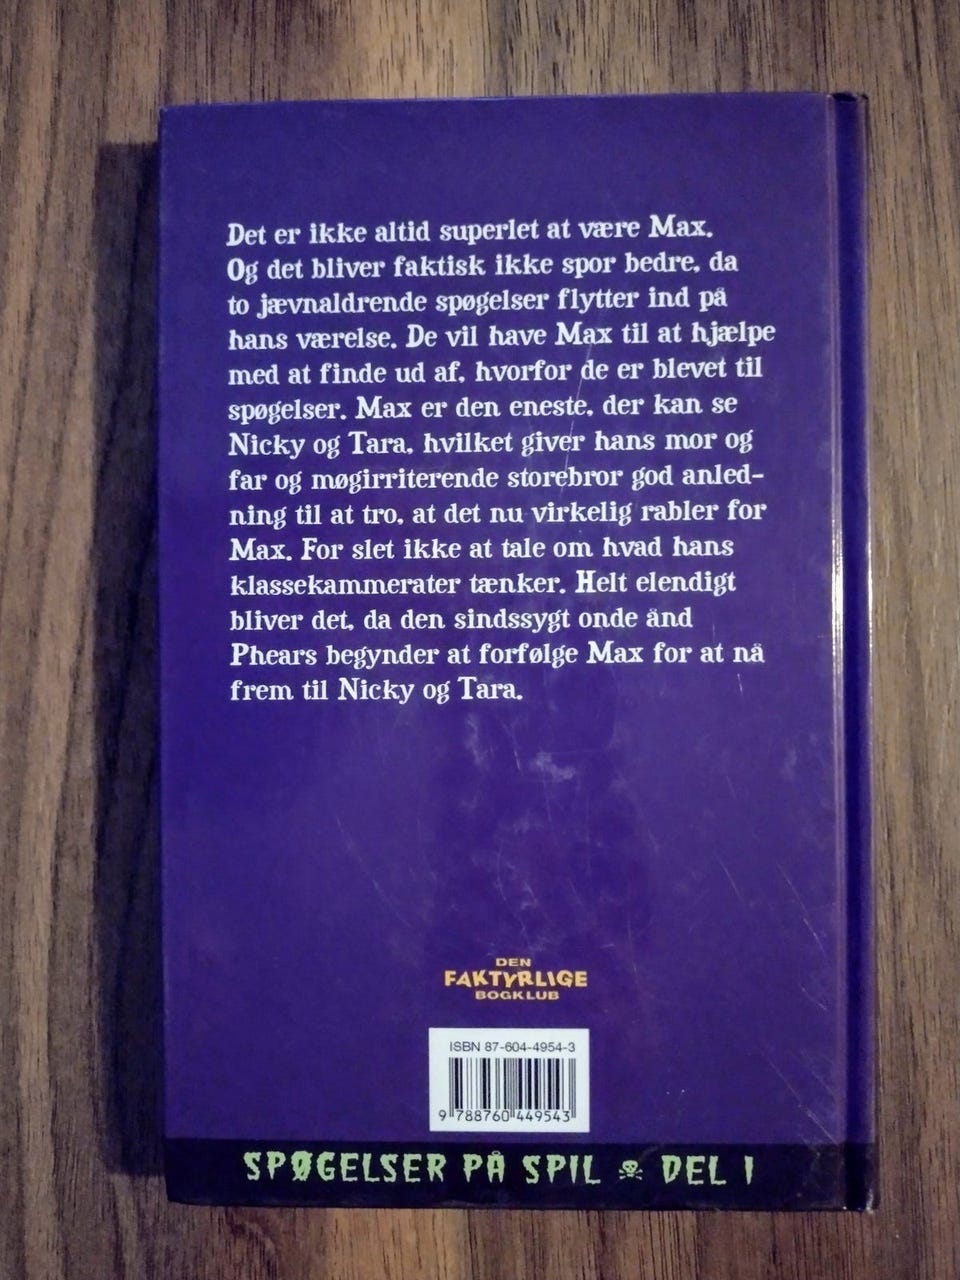 Det er ikke altid superlet at være Max.
Og det bliver faktisk ikke spor bedre, da
to jævnaldrende spøgelser flytter ind på
hans værelse. De vil have Max til at hjælpe
med at finde ud af, hvorfor de er blevet til
spøgelser. Max er den eneste, der kan se
Nicky og Tara, hvilket giver hans mor og
far og møgirriterende storebror god anled-
ning til at tro, at det nu virkelig rabler for
Max. For slet ikke at tale om hvad hans
klassekammerater tænker. Helt elendigt
bliver det, da den sindssygt onde ånd
Phears begynder at forfølge Max for at nå
frem til Nicky og Tara.
DEN
FAKTYRLIGE
BOGKLUB
ISBN 87-604-4954-3
9 788760 449543
SPØGELSER PÅ SPIL DEL 1